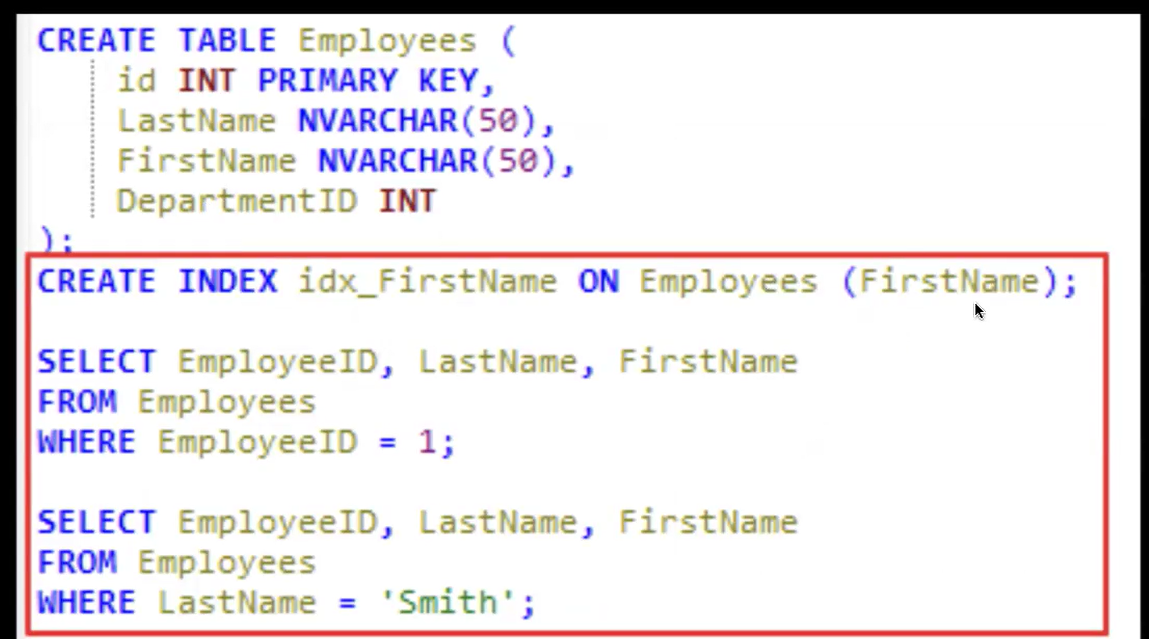 CREATE TABLE Employees (
    id INT PRIMARY KEY,
    LastName NVARCHAR(50),
    FirstName NVARCHAR(50),
    DepartmentID INT
);
CREATE INDEX idx_FirstName ON Employees (FirstName);

SELECT EmployeeID, LastName, FirstName
FROM Employees
WHERE EmployeeID = 1;

SELECT EmployeeID, LastName, FirstName
FROM Employees
WHERE LastName = 'Smith';